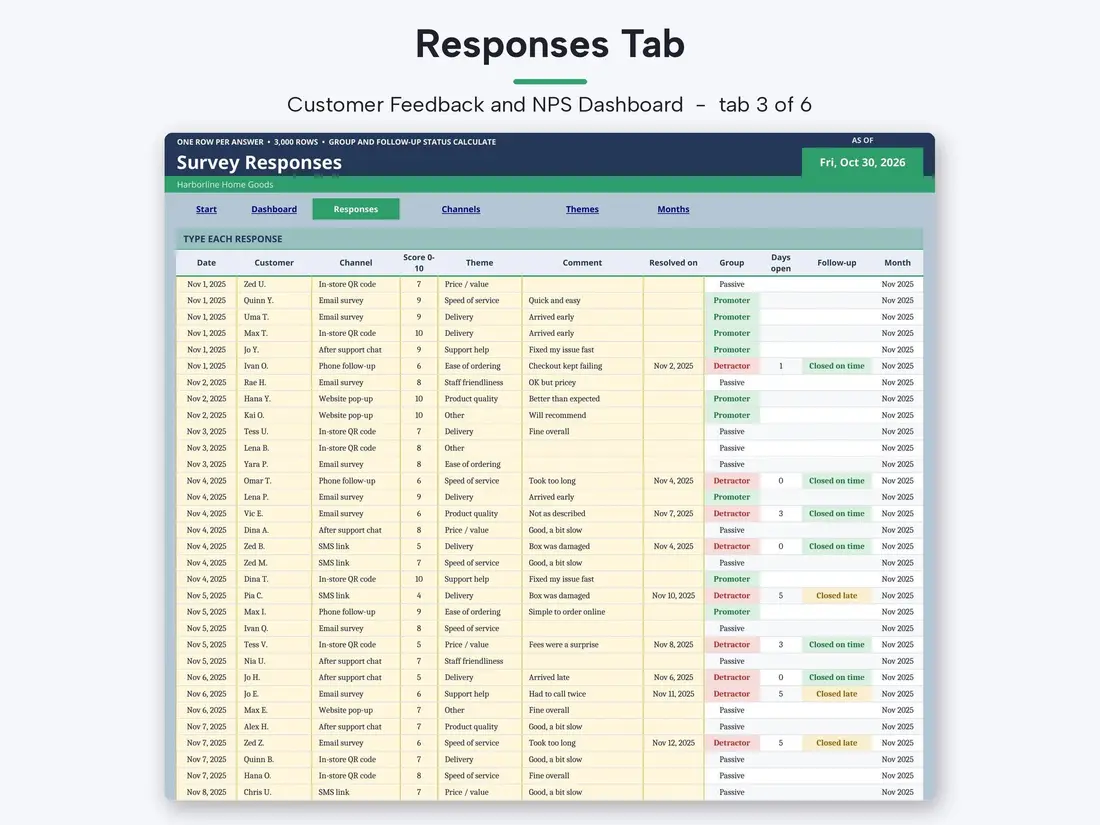 Responses Tab
Customer Feedback and NPS Dashboard - tab 3 of 6
ONE ROW PER ANSWER • 3,000 ROWS • GROUP AND FOLLOW-UP STATUS CALCULATE
AS OF
Survey Responses
Fri, Oct 30, 2026
Harborline Home Goods
Start Dashboard Responses Channels Themes Months
TYPE EACH RESPONSE
Date Customer Channel Score 0-10 Theme Comment Resolved on Group Days open Follow-up Month
Nov 1, 2025 Zed U. In-store QR code 7 Price / value Passive Nov 2025
Nov 1, 2025 Quinn Y. Email survey 9 Speed of service Quick and easy Promoter Nov 2025
Nov 1, 2025 Uma T. Email survey 9 Delivery Arrived early Promoter Nov 2025
Nov 1, 2025 Max T. In-store QR code 10 Delivery Arrived early Promoter Nov 2025
Nov 1, 2025 Jo Y. After support chat 9 Support help Fixed my issue fast Promoter Nov 2025
Nov 1, 2025 Ivan O. Phone follow-up 6 Ease of ordering Checkout kept failing Nov 2, 2025 Detractor 1 Closed on time Nov 2025
Nov 2, 2025 Rae H. Email survey 8 Staff friendliness OK but pricey Passive Nov 2025
Nov 2, 2025 Hana Y. Website pop-up 10 Product quality Better than expected Promoter Nov 2025
Nov 2, 2025 Kai O. Website pop-up 10 Other Will recommend Promoter Nov 2025
Nov 3, 2025 Tess U. In-store QR code 7 Delivery Fine overall Passive Nov 2025
Nov 3, 2025 Lena B. In-store QR code 8 Other Passive Nov 2025
Nov 3, 2025 Yara P. Email survey 8 Ease of ordering Passive Nov 2025
Nov 4, 2025 Omar T. Phone follow-up 6 Speed of service Took too long Nov 4, 2025 Detractor 0 Closed on time Nov 2025
Nov 4, 2025 Lena P. Email survey 9 Delivery Arrived early Promoter Nov 2025
Nov 4, 2025 Vic E. Email survey 6 Product quality Not as described Nov 7, 2025 Detractor 3 Closed on time Nov 2025
Nov 4, 2025 Dina A. After support chat 8 Price / value Good, a bit slow Passive Nov 2025
Nov 4, 2025 Zed B. SMS link 5 Delivery Box was damaged Nov 4, 2025 Detractor 0 Closed on time Nov 2025
Nov 4, 2025 Zed M. SMS link 7 Speed of service Good, a bit slow Passive Nov 2025
Nov 4, 2025 Dina T. In-store QR code 10 Support help Fixed my issue fast Promoter Nov 2025
Nov 5, 2025 Pia C. SMS link 4 Delivery Box was damaged Nov 10, 2025 Detractor 5 Closed late Nov 2025
Nov 5, 2025 Max I. Phone follow-up 9 Ease of ordering Simple to order online Promoter Nov 2025
Nov 5, 2025 Ivan Q. Email survey 8 Speed of service Passive Nov 2025
Nov 5, 2025 Tess V. In-store QR code 5 Price / value Fees were a surprise Nov 8, 2025 Detractor 3 Closed on time Nov 2025
Nov 5, 2025 Nia U. After support chat 7 Staff friendliness Passive Nov 2025
Nov 6, 2025 Jo H. After support chat 5 Delivery Arrived late Nov 6, 2025 Detractor 0 Closed on time Nov 2025
Nov 6, 2025 Jo E. Email survey 6 Support help Had to call twice Nov 11, 2025 Detractor 5 Closed late Nov 2025
Nov 6, 2025 Max E. Website pop-up 7 Other Fine overall Passive Nov 2025
Nov 7, 2025 Alex H. After support chat 7 Product quality Good, a bit slow Passive Nov 2025
Nov 7, 2025 Zed Z. Email survey 6 Speed of service Took too long Nov 12, 2025 Detractor 5 Closed late Nov 2025
Nov 7, 2025 Quinn B. In-store QR code 7 Delivery Good, a bit slow Passive Nov 2025
Nov 7, 2025 Hana O. In-store QR code 8 Speed of service Fine overall Passive Nov 2025
Nov 8, 2025 Chris U. SMS link 7 Price / value Good, a bit slow Passive Nov 2025